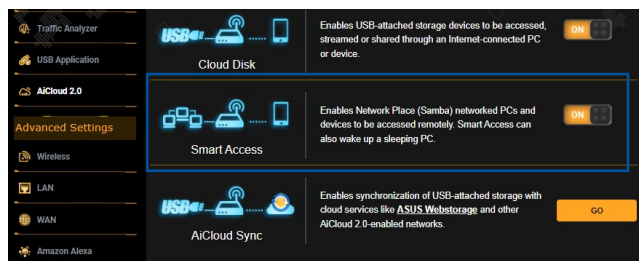 Traffic Analyzer
USB Application
AiCloud 2.0
Advanced Settings
Wireless
LAN
WAN
Amazon Alexa
USB
Cloud Disk
Enables USB-attached storage devices to be accessed,
streamed or shared through an Internet-connected PC
or device.
ON
Smart Access
Enables Network Place (Samba) networked PCs and
devices to be accessed remotely. Smart Access can
also wake up a sleeping PC.
ON
USB
AiCloud Sync
Enables synchronization of USB-attached storage with
cloud services like ASUS Webstorage and other
AiCloud 2.0-enabled networks.
GO